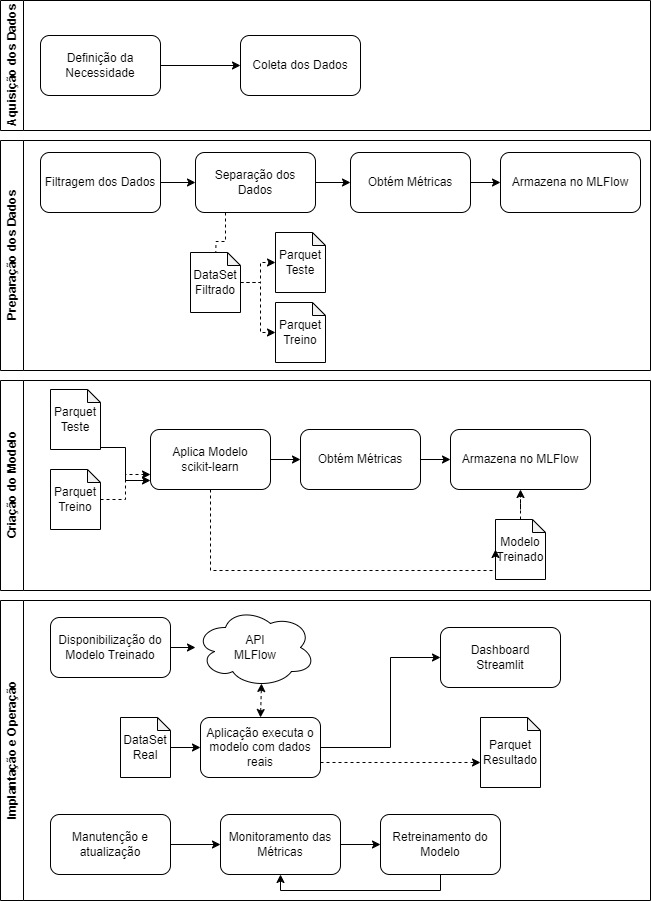 Aquisição dos Dados
Definição da
Necessidade
Coleta dos Dados
Preparação dos Dados
Filtragem dos Dados
Separação dos
Dados
Obtém Métricas
Armazena no MLFlow
DataSet
Filtrado
Parquet
Teste
Parquet
Treino
Criação do Modelo
Parquet
Teste
Parquet
Treino
Aplica Modelo
scikit-learn
Obtém Métricas
Armazena no MLFlow
Modelo
Treinado
Implantação e Operação
Disponibilização do
Modelo Treinado
API
MLFlow
Dashboard
Streamlit
DataSet
Real
Aplicação executa o
modelo com dados
reais
Parquet
Resultado
Manutenção e
atualização
Monitoramento das
Métricas
Retreinamento do
Modelo